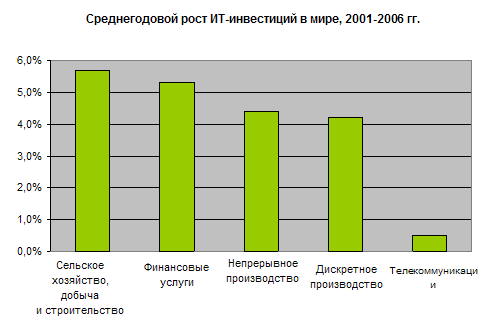 Среднегодовой рост ИТ-инвестиций в мире, 2001-2006 гг.
6,0%
5,0%
4,0%
3,0%
2,0%
1,0%
0,0%
Сельское
хозяйство,
добыча
и строительство
Финансовые
услуги
Непрерывное
производство
Дискретное
производство
Телекоммуникаци
и